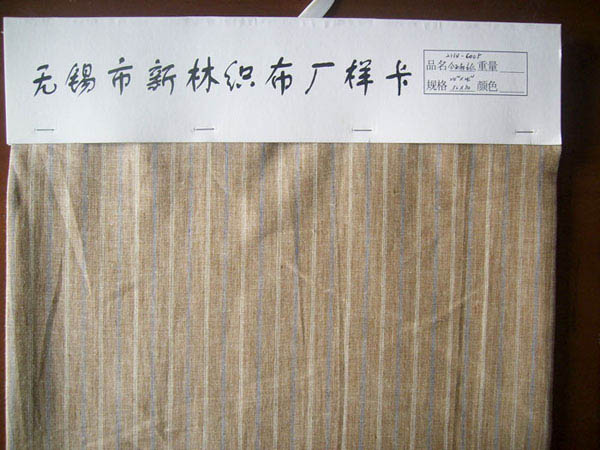 无锡市新林织布厂样卡
品名 重量
规格 颜色